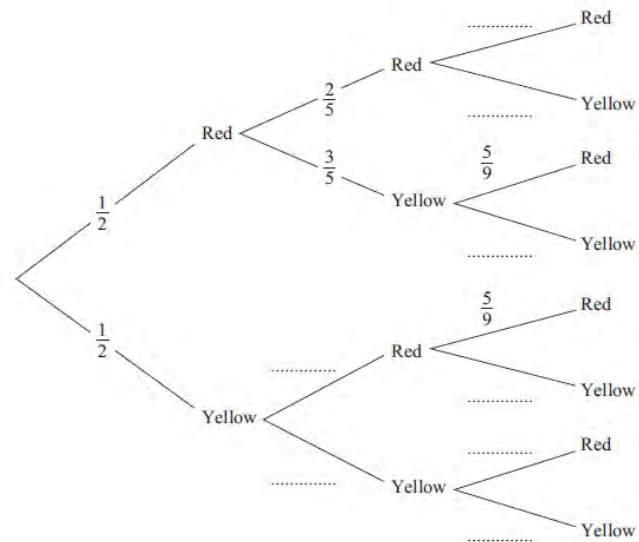 Red
Red
2/5
Yellow
Red
3/5
5/9
Red
1/2
Yellow
Yellow
1/2
5/9
Red
Red
Yellow
Yellow
Red
Yellow
Yellow